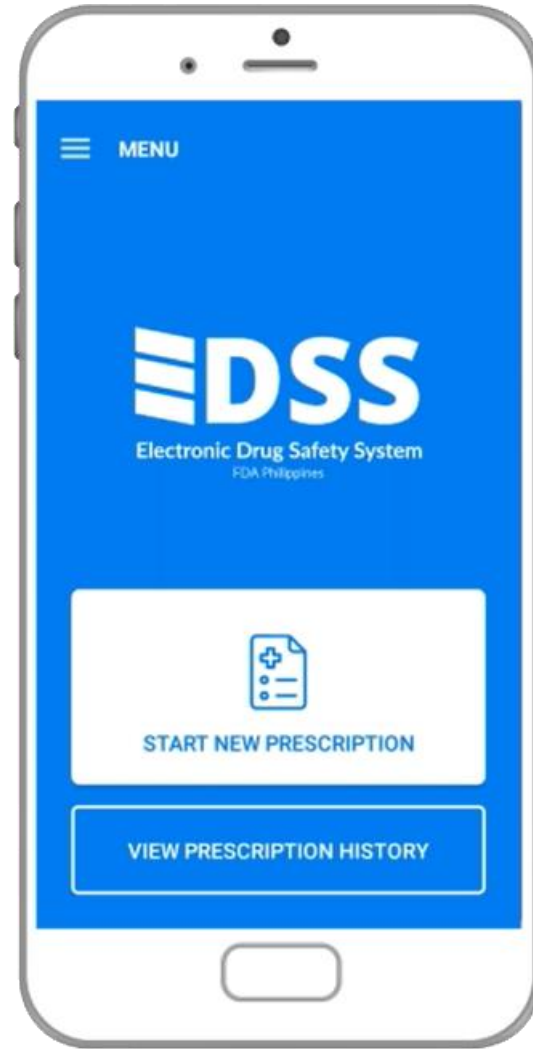 MENU
EDSS
Electronic Drug Safety System
FDA Philippines
START NEW PRESCRIPTION
VIEW PRESCRIPTION HISTORY